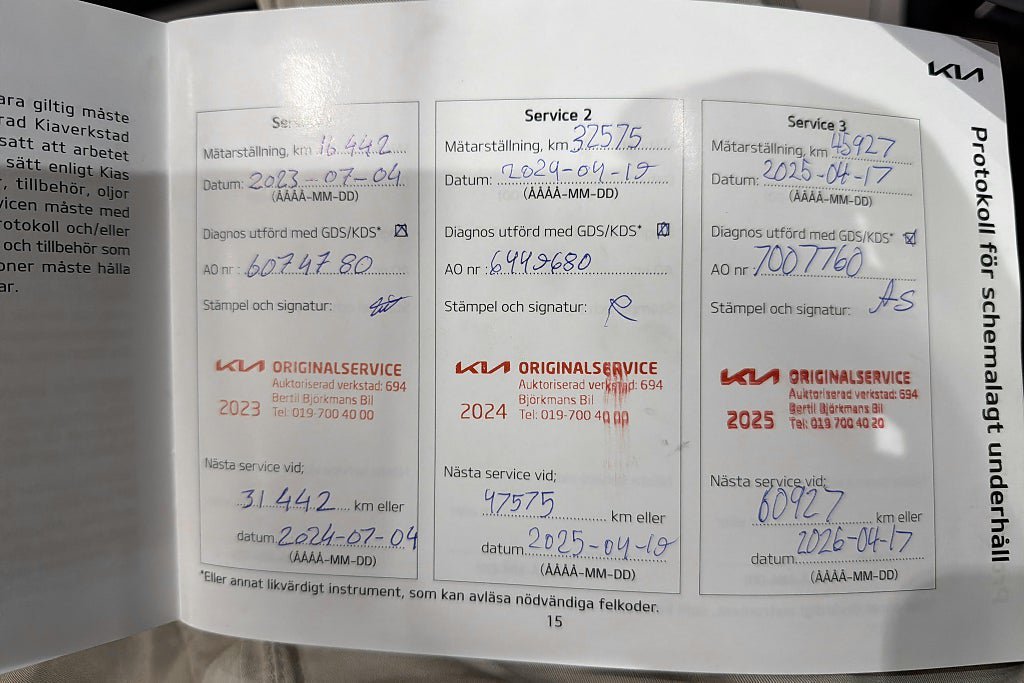 ara giltig måste
rad Kiaverkstad
satt att arbetet
sätt enligt Kias
, tillbehör, oljor
vicen måste med
rotokoll och/eller
och tillbehör som
oner måste hålla
ar.
KIA
Protokoll för schemalagt underhåll
Mätarställning, km 16.442
Datum: 2023-07-04
(ÅÅÅÅ-MM-DD)
Diagnos utförd med GDS/KDS*
AO nr : 6074780
Stämpel och signatur:
KIA ORIGINALSERVICE
Auktoriserad verkstad: 694
Bertil Björkmans Bil
2023 Tel: 019-700 40 00
Nästa service vid;
31.442 km eller
datum 2024-07-04
(ÅÅÅÅ-MM-DD)
Service 2
Mätarställning, km 32575
Datum: 2024-04-19
(ÅÅÅÅ-MM-DD)
Diagnos utförd med GDS/KDS*
AO nr : 6449680
Stämpel och signatur:
KIA ORIGINALSERVICE
Auktoriserad verkstad: 694
Björkmans Bil
2024 Tel: 019-700 40 00
Nästa service vid;
47575 km eller
datum 2025-04-19
(ÅÅÅÅ-MM-DD)
Service 3
Mätarställning, km 45927
Datum: 2025-04-17
(ÅÅÅÅ-MM-DD)
Diagnos utförd med GDS/KDS*
AO nr 7007760
Stämpel och signatur: AS
KIA ORIGINALSERVICE
Auktoriserad verkstad: 694
Bertil Björkmans Bil
2025 Tel: 019 700 40 20
Nästa service vid;
60927 km eller
datum 2026-04-17
(ÅÅÅÅ-MM-DD)
*Eller annat likvärdigt instrument, som kan avläsa nödvändiga felkoder.
15